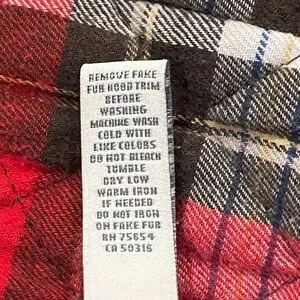 REMOVE FAKE
FUR HOOD TRIM
BEFORE
WASHING
MACHINE WASH
COLD WITH
LIKE COLORS
DO NOT BLEACH
TUMBLE
DRY LOW
WARM IRON
IF NEEDED
DO NOT IRON
ON FAKE FUR
RN 75654
CA 50316